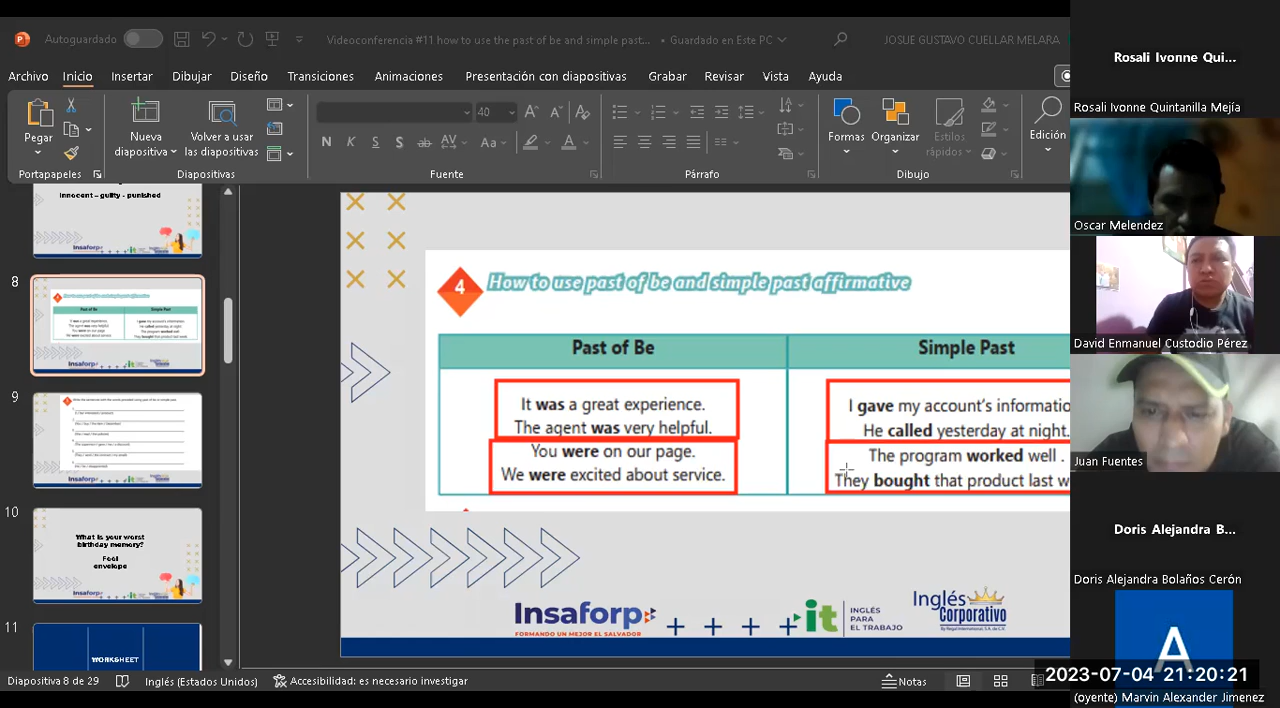 Autoguardado
Videoconferencia #11 how to use the past of be and simple past... • Guardado en Este PC
JOSUE GUSTAVO CUELLAR MELARA
Archivo Inicio Insertar Dibujar Diseño Transiciones Animaciones Presentación con diapositivas Grabar Revisar Vista Ayuda
Pegar
Nueva diapositiva
Volver a usar las diapositivas
40
N K S S ab AV Aa A
Formas
Organizar
Estilos rápidos
Edición
Portapapeles
Diapositivas
Fuente
Párrafo
Dibujo
Innocent – guilty - punished
8
9
10
What is your worst
birthday memory?
Fool
envelope
11
WORKSHEET
4 How to use past of be and simple past affirmative
Past of Be
Simple Past
It was a great experience.
The agent was very helpful.
You were on our page.
We were excited about service.
I gave my account's informatio
He called yesterday at night.
The program worked well .
They bought that product last w
Insaforp
FORMANDO UN MEJOR EL SALVADOR
it
INGLÉS
PARA
EL TRABAJO
Inglés
Corporativo
Diapositiva 8 de 29
Inglés (Estados Unidos)
Accesibilidad: es necesario investigar
Notas
Rosali Ivonne Qui...
Rosali Ivonne Quintanilla Mejía
Oscar Melendez
David Enmanuel Custodio Pérez
Juan Fuentes
Doris Alejandra B...
Doris Alejandra Bolaños Cerón
A
2023-07-04 21:20:21
(oyente) Marvin Alexander Jimenez